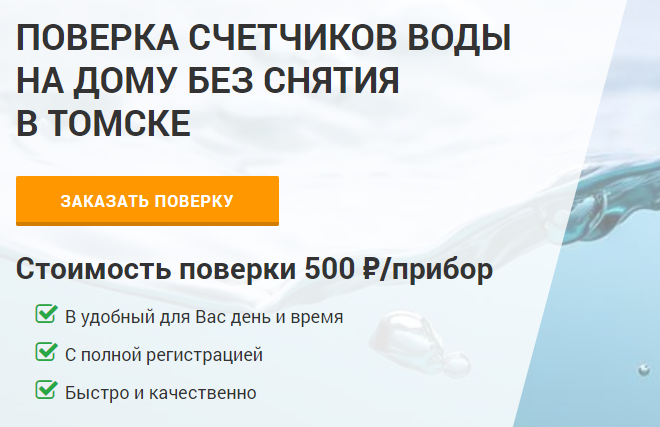 ПОВЕРКА СЧЕТЧИКОВ ВОДЫ
НА ДОМУ БЕЗ СНЯТИЯ
В ТОМСКЕ
ЗАКАЗАТЬ ПОВЕРКУ
Стоимость поверки 500 ₽/прибор
В удобный для Вас день и время
С полной регистрацией
Быстро и качественно